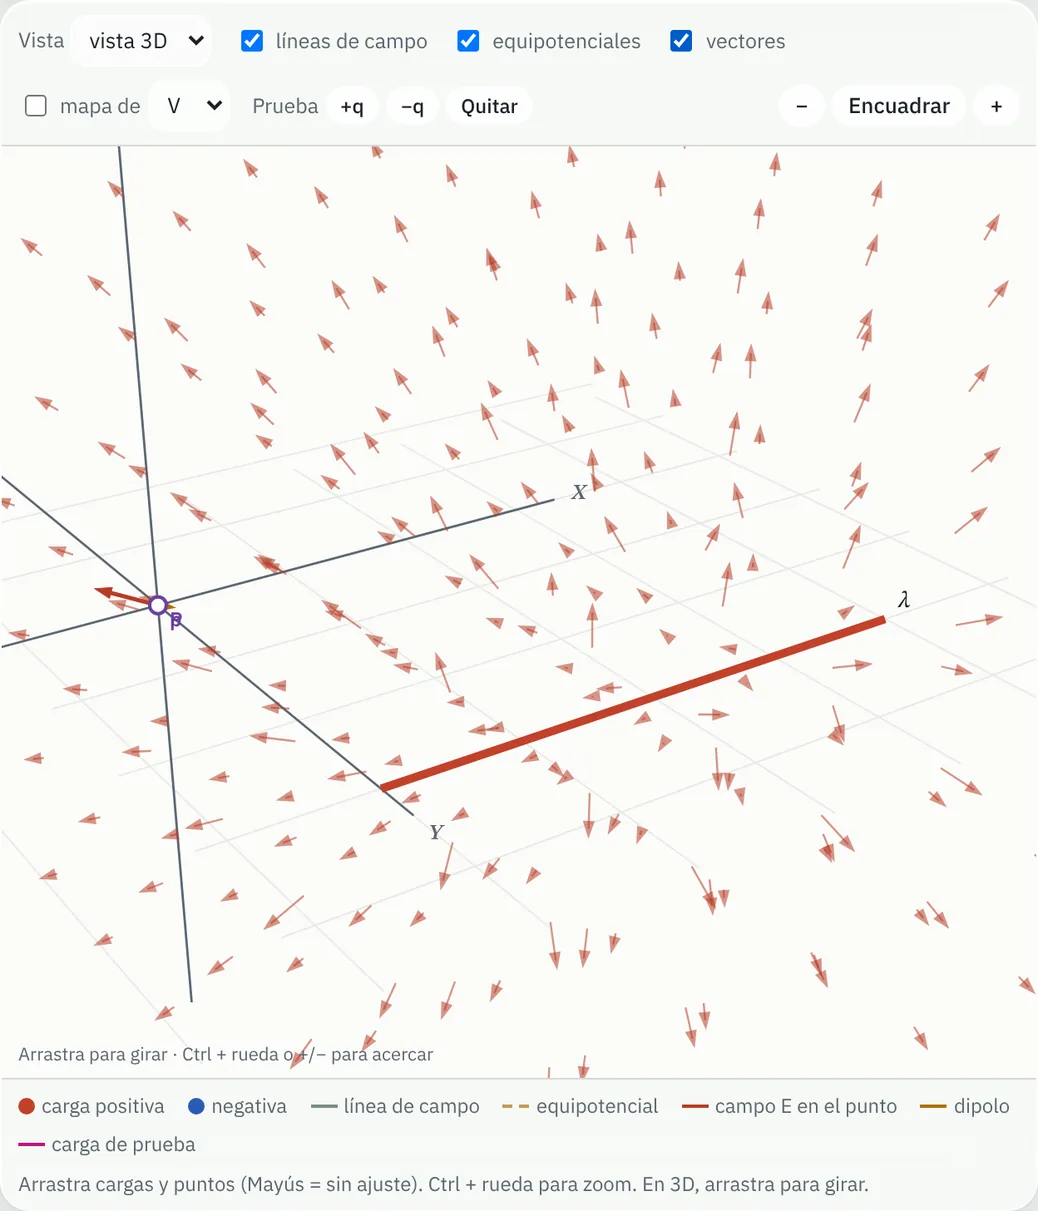 Vista vista 3D líneas de campo equipotenciales vectores
mapa de V Prueba +q −q Quitar − Encuadrar +
X
λ
P
Y
Arrastra para girar · Ctrl + rueda o +/− para acercar
carga positiva negativa línea de campo equipotencial campo E en el punto dipolo
carga de prueba
Arrastra cargas y puntos (Mayús = sin ajuste). Ctrl + rueda para zoom. En 3D, arrastra para girar.